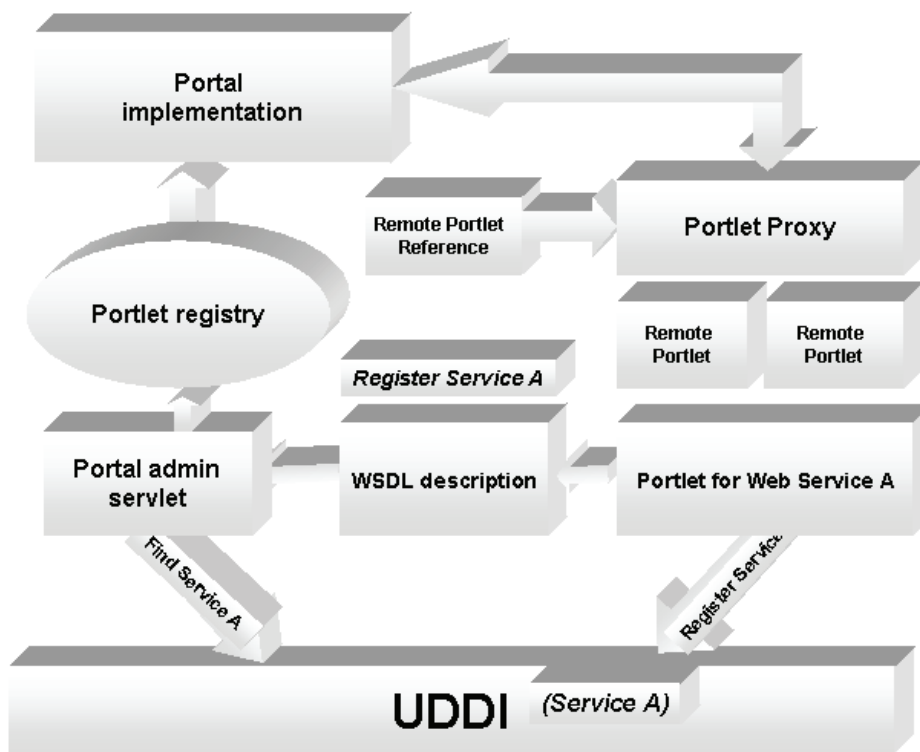 Portal
implementation
Remote Portlet
Reference
Portlet Proxy
Portlet registry
Remote
Portlet
Remote
Portlet
Register Service A
Portal admin
servlet
WSDL description
Portlet for Web Service A
Find Service A
Register Service
UDDI
(Service A)